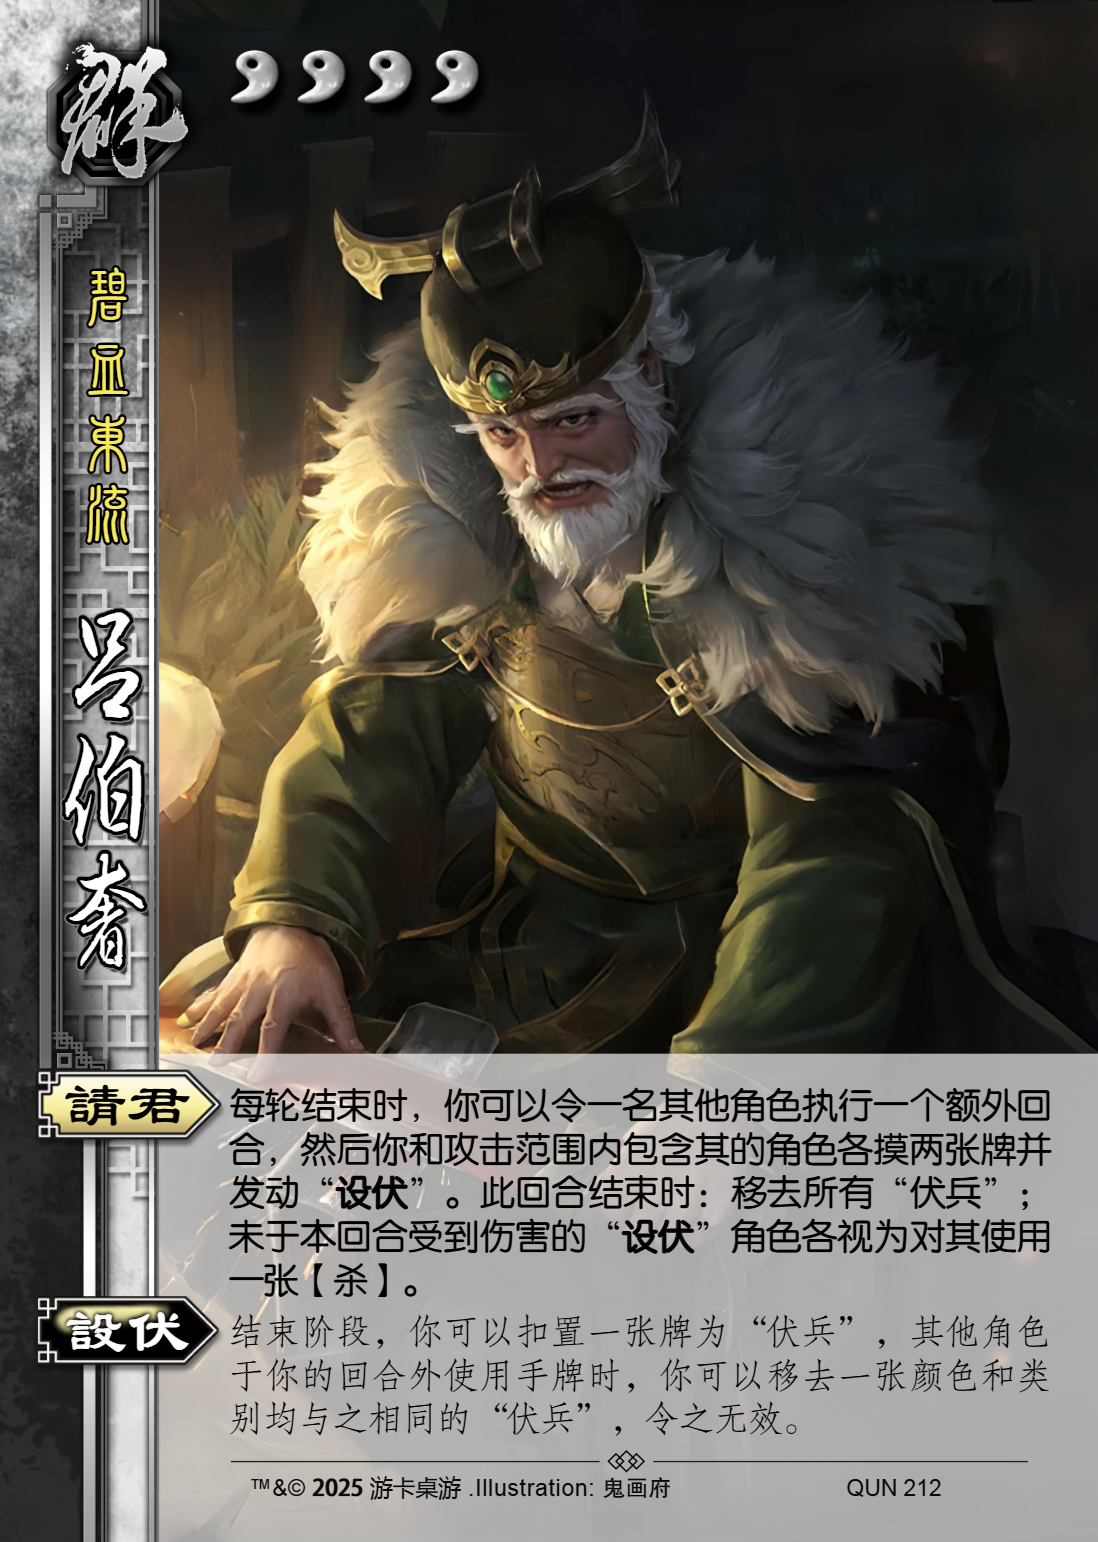 群
碧血東流
呂伯奢
請君
每轮结束时，你可以令一名其他角色执行一个额外回
合，然后你和攻击范围内包含其的角色各摸两张牌并
发动“设伏”。此回合结束时：移去所有“伏兵”；
未于本回合受到伤害的“设伏”角色各视为对其使用
一张【杀】。
設伏
结束阶段，你可以扣置一张牌为“伏兵”，其他角色
于你的回合外使用手牌时，你可以移去一张颜色和类
别均与之相同的“伏兵”，令之无效。
™&© 2025 游卡桌游 .Illustration: 鬼画府 QUN 212